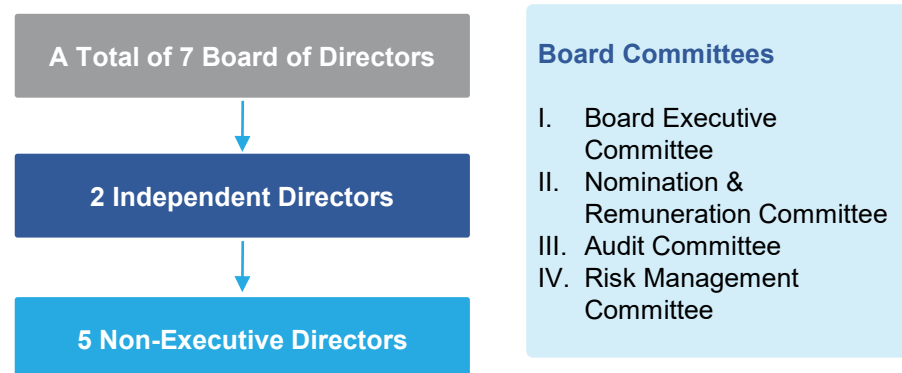 A Total of 7 Board of Directors
2 Independent Directors
5 Non-Executive Directors
Board Committees
I. Board Executive
Committee
II. Nomination &
Remuneration Committee
III. Audit Committee
IV. Risk Management
Committee